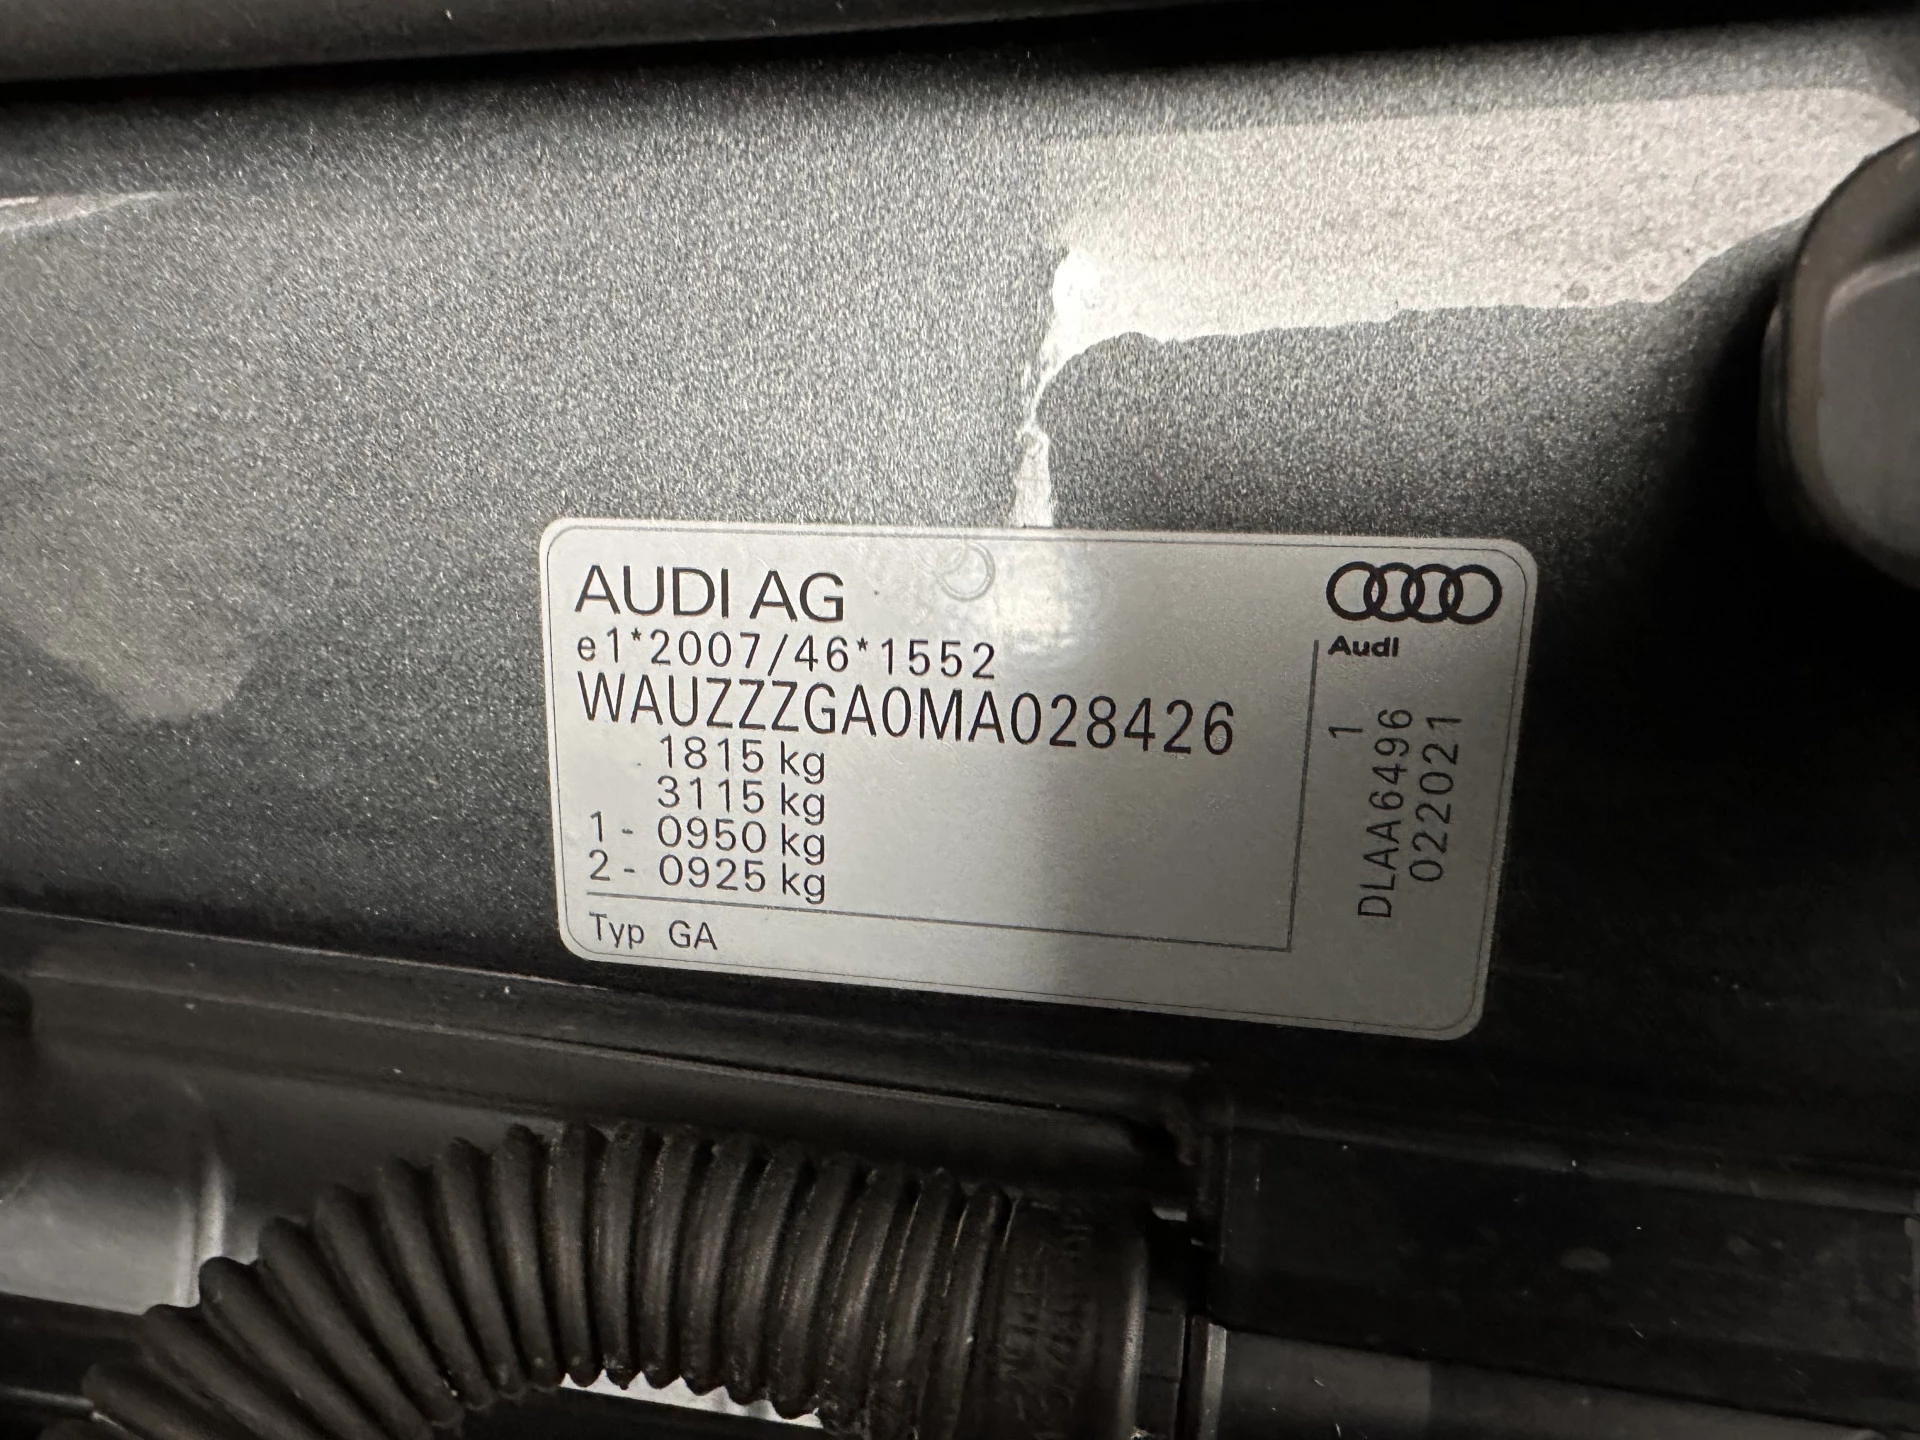 AUDI AG
e1*2007/46*1552
WAUZZZGA0MA028426
1815 kg
3115 kg
1 - 0950 kg
2 - 0925 kg
Typ GA
Audi
1
DLAA6496
022021